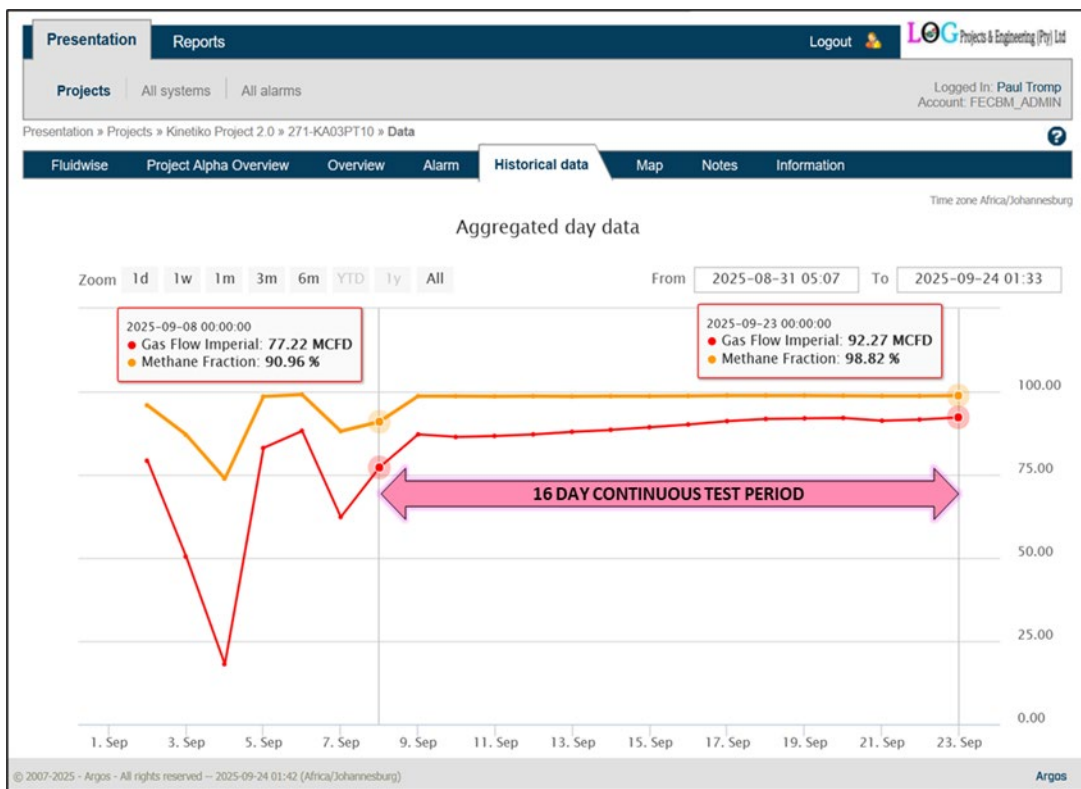 Presentation Reports Logout LOG Projects & Engineering (Pty) Ltd
Projects All systems All alarms Logged In: Paul Tromp
Account: FECBM_ADMIN
Presentation » Projects » Kinetiko Project 2.0 » 271-KA03PT10 » Data ?
Fluidwise Project Alpha Overview Overview Alarm Historical data Map Notes Information
Time zone Africa/Johannesburg
Aggregated day data
Zoom 1d 1w 1m 3m 6m YTD 1y All From 2025-08-31 05:07 To 2025-09-24 01:33
2025-09-08 00:00:00
Gas Flow Imperial: 77.22 MCFD
Methane Fraction: 90.96 %
2025-09-23 00:00:00
Gas Flow Imperial: 92.27 MCFD
Methane Fraction: 98.82 %
100.00
75.00
16 DAY CONTINUOUS TEST PERIOD
50.00
25.00
0.00
1. Sep 3. Sep 5. Sep 7. Sep 9. Sep 11. Sep 13. Sep 15. Sep 17. Sep 19. Sep 21. Sep 23. Sep
© 2007-2025 - Argos - All rights reserved -- 2025-09-24 01:42 (Africa/Johannesburg) Argos